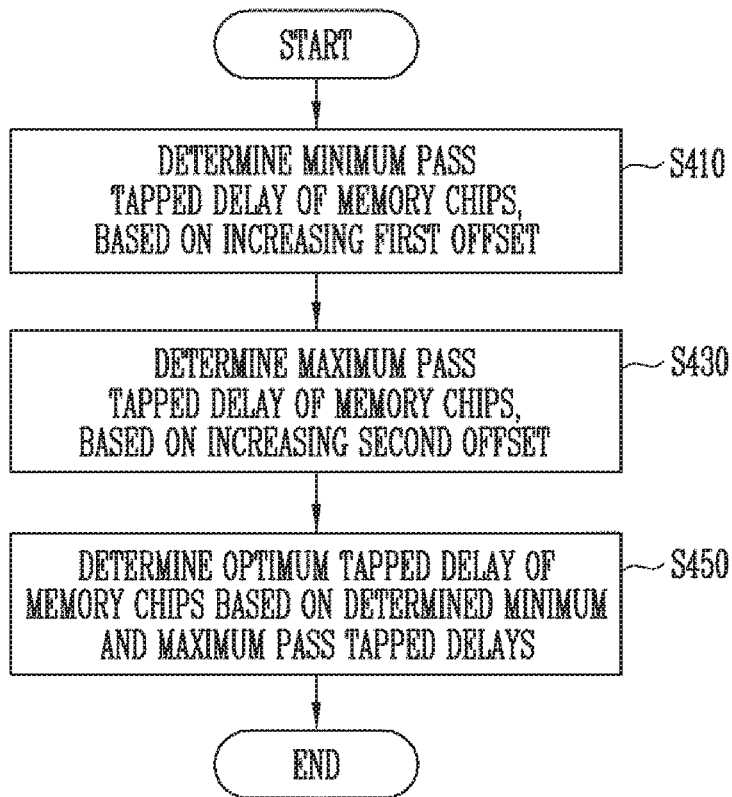 START
DETERMINE MINIMUM PASS
TAPPED DELAY OF MEMORY CHIPS,
BASED ON INCREASING FIRST OFFSET
S410
DETERMINE MAXIMUM PASS
TAPPED DELAY OF MEMORY CHIPS,
BASED ON INCREASING SECOND OFFSET
S430
DETERMINE OPTIMUM TAPPED DELAY OF
MEMORY CHIPS BASED ON DETERMINED MINIMUM
AND MAXIMUM PASS TAPPED DELAYS
S450
END